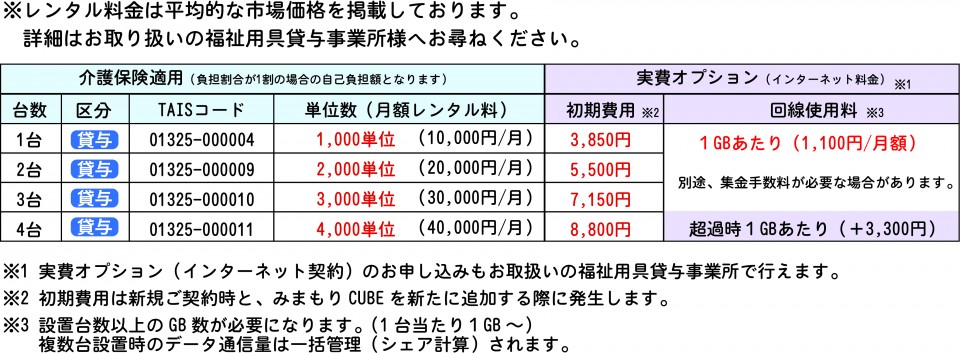 ※レンタル料金は平均的な市場価格を掲載しております。
詳細はお取り扱いの福祉用具貸与事業所様へお尋ねください。
介護保険適用（負担割合が1割の場合の自己負担額となります） 実費オプション（インターネット料金）※1
台数 区分 TAISコード 単位数（月額レンタル料） 初期費用 ※2 回線使用料 ※3
1台 貸与 01325-000004 1,000単位 （10,000円/月） 3,850円 1GBあたり（1,100円/月額）
2台 貸与 01325-000009 2,000単位 （20,000円/月） 5,500円 別途、集金手数料が必要な場合があります。
3台 貸与 01325-000010 3,000単位 （30,000円/月） 7,150円
4台 貸与 01325-000011 4,000単位 （40,000円/月） 8,800円 超過時1GBあたり（＋3,300円）
※1 実費オプション（インターネット契約）のお申し込みもお取扱いの福祉用具貸与事業所で行えます。
※2 初期費用は新規ご契約時と、みまもり CUBE を新たに追加する際に発生します。
※3 設置台数以上の GB 数が必要になります。（1台当たり1GB～）
複数台設置時のデータ通信量は一括管理（シェア計算）されます。